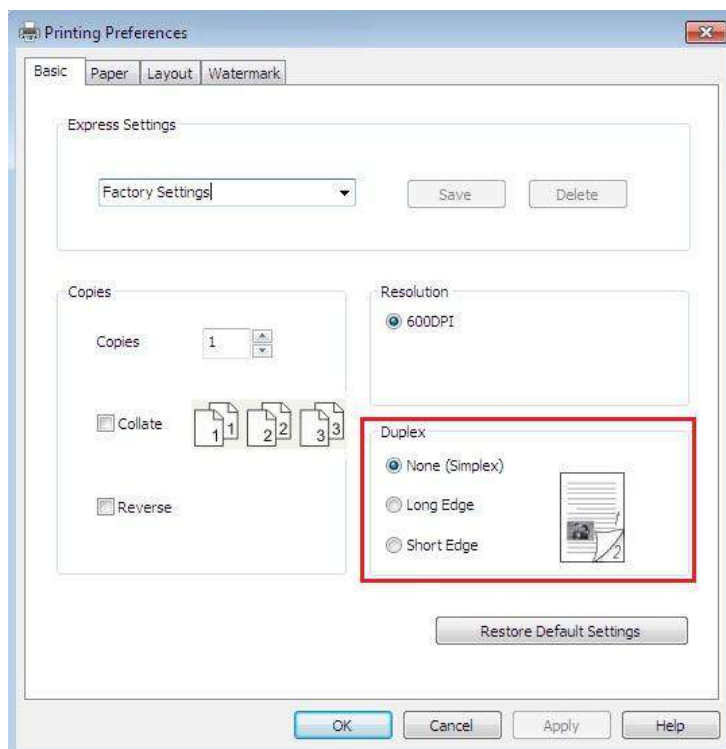 Printing Preferences
Basic Paper Layout Watermark
Express Settings
Factory Settings Save Delete
Copies
Copies 1
Collate 1 1 2 2 3 3
Reverse
Resolution
600DPI
Duplex
None (Simplex)
Long Edge
Short Edge
1
2
Restore Default Settings
OK Cancel Apply Help